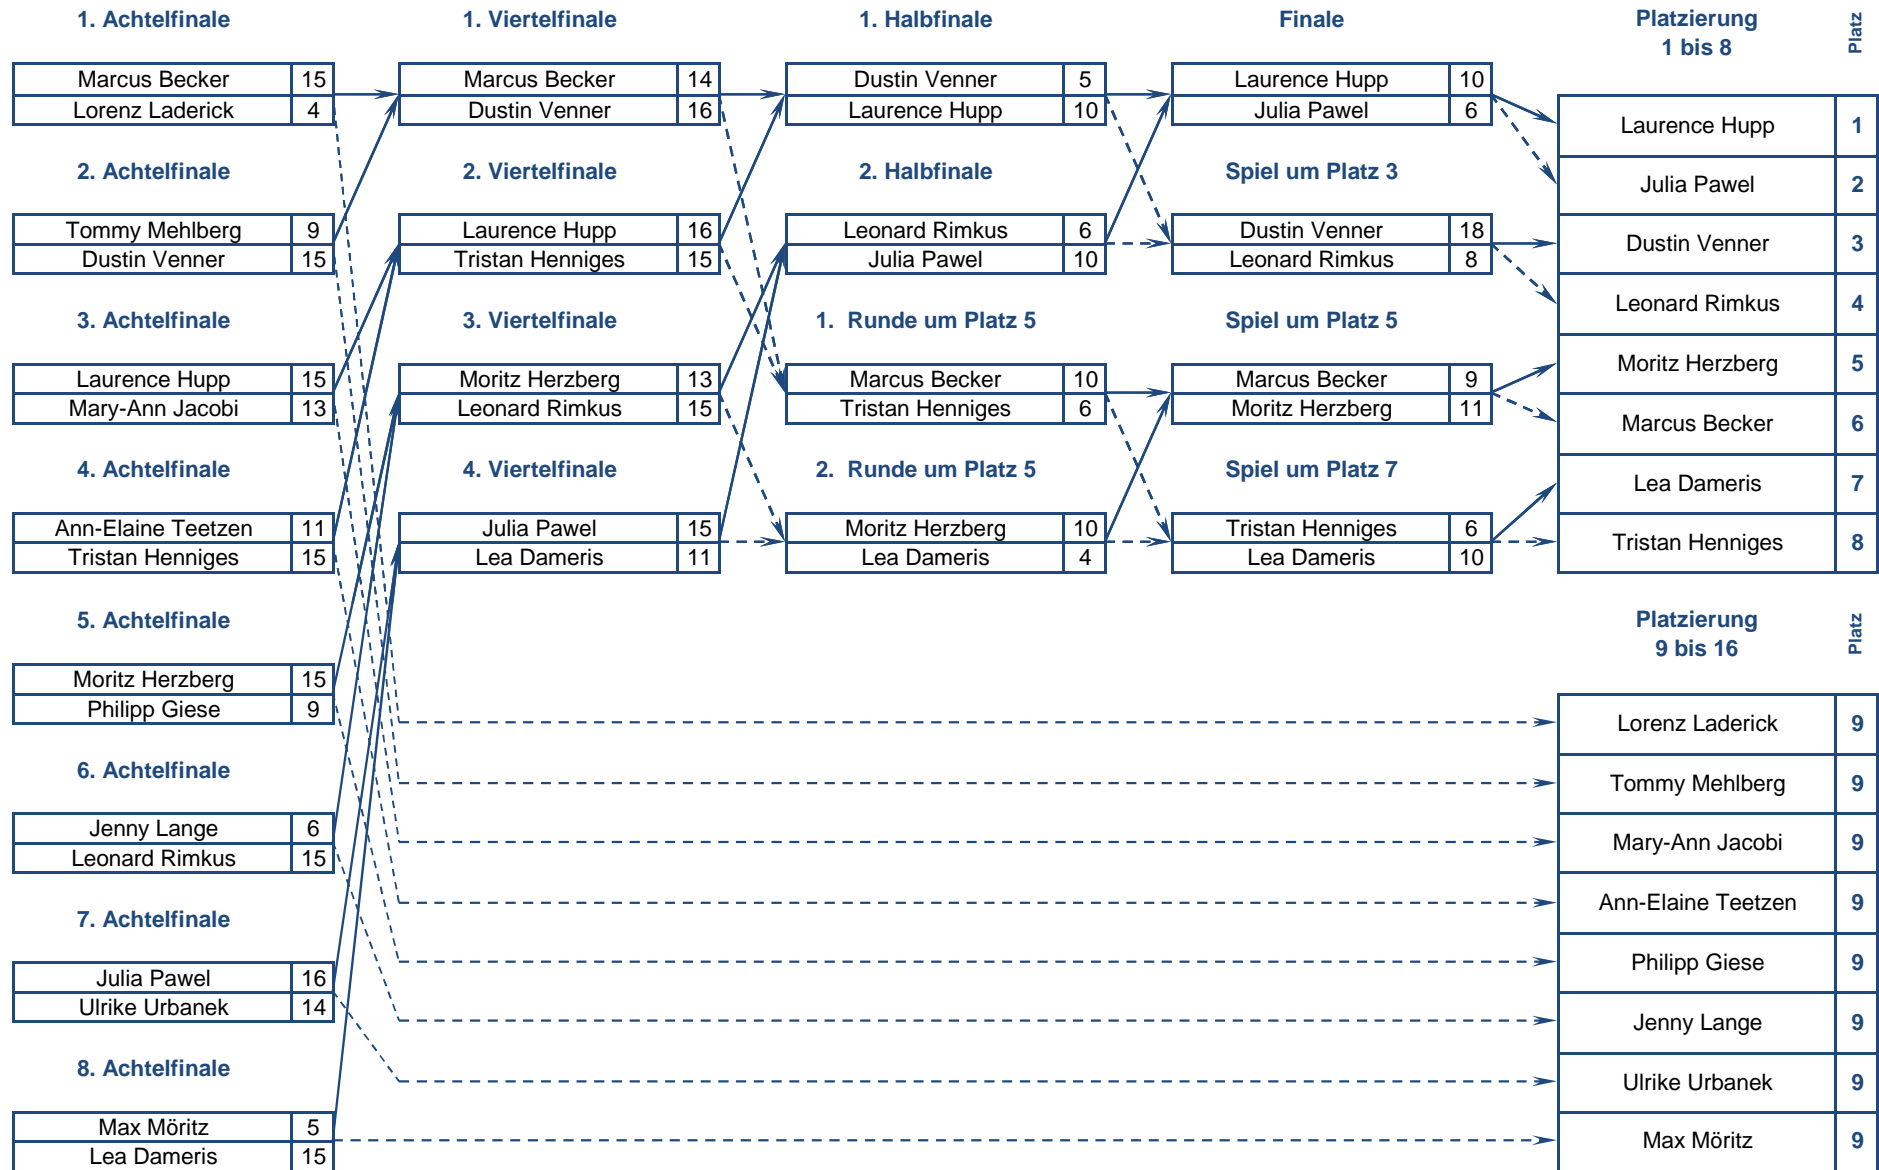 1. Achtelfinale
Marcus Becker 15
Lorenz Laderick 4
2. Achtelfinale
Tommy Mehlberg 9
Dustin Venner 15
3. Achtelfinale
Laurence Hupp 15
Mary-Ann Jacobi 13
4. Achtelfinale
Ann-Elaine Teetzen 11
Tristan Henniges 15
5. Achtelfinale
Moritz Herzberg 15
Philipp Giese 9
6. Achtelfinale
Jenny Lange 6
Leonard Rimkus 15
7. Achtelfinale
Julia Pawel 16
Ulrike Urbanek 14
8. Achtelfinale
Max Möritz 5
Lea Dameris 15
1. Viertelfinale
Marcus Becker 14
Dustin Venner 16
2. Viertelfinale
Laurence Hupp 16
Tristan Henniges 15
3. Viertelfinale
Moritz Herzberg 13
Leonard Rimkus 15
4. Viertelfinale
Julia Pawel 15
Lea Dameris 11
1. Halbfinale
Dustin Venner 5
Laurence Hupp 10
2. Halbfinale
Leonard Rimkus 6
Julia Pawel 10
1. Runde um Platz 5
Marcus Becker 10
Tristan Henniges 6
2. Runde um Platz 5
Moritz Herzberg 10
Lea Dameris 4
Finale
Laurence Hupp 10
Julia Pawel 6
Spiel um Platz 3
Dustin Venner 18
Leonard Rimkus 8
Spiel um Platz 5
Marcus Becker 9
Moritz Herzberg 11
Spiel um Platz 7
Tristan Henniges 6
Lea Dameris 10
Platzierung
1 bis 8
Platz
Laurence Hupp 1
Julia Pawel 2
Dustin Venner 3
Leonard Rimkus 4
Moritz Herzberg 5
Marcus Becker 6
Lea Dameris 7
Tristan Henniges 8
Platzierung
9 bis 16
Platz
Lorenz Laderick 9
Tommy Mehlberg 9
Mary-Ann Jacobi 9
Ann-Elaine Teetzen 9
Philipp Giese 9
Jenny Lange 9
Ulrike Urbanek 9
Max Möritz 9